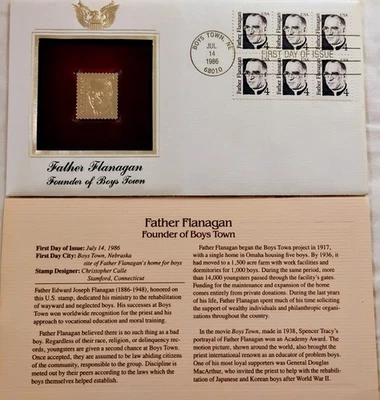 BOYS TOWN, NE
JUL
14
1986
68010
FIRST DAY OF ISSUE
Father Flanagan
Founder of Boys Town
Father Flanagan
Founder of Boys Town
First Day of Issue: July 14, 1986
First Day City: Boys Town, Nebraska
site of Father Flanagan's home for boys
Stamp Designer: Christopher Calle
Stamford, Connecticut
Father Edward Joseph Flanagan (1886-1948), honored on
this U.S. stamp, dedicated his ministry to the rehabilitation
of wayward and neglected boys. His successes at Boys
Town won worldwide recognition for the priest and his
approach to vocational education and moral training.
Father Flanagan believed there is no such thing as a bad
boy. Regardless of their race, religion, or delinquency rec-
ords, youngsters are given a second chance at Boys Town.
Once accepted, they are assumed to be law abiding citizens
of the community, responsible to the group. Discipline is
meted out by their peers according to the laws which the
boys themselves help establish.
Father Flanagan began the Boys Town project in 1917,
with a single home in Omaha housing five boys. By 1936, it
had moved to a 1,500 acre farm with work facilities and
dormitories for 1,000 boys. During the same period, more
than 14,000 youngsters passed through the facility's gates.
Funding for the maintenance and expansion of the home
comes entirely from private donations. During the last years
of his life, Father Flanagan spent much of his time soliciting
the support of wealthy individuals and philanthropic organi-
sations throughout the country.
In the movie Boys Town, made in 1938, Spencer Tracy's
portrayal of Father Flanagan won an Academy Award. The
motion picture, shown around the world, also brought the
priest international renown as an educator of problem boys.
One of his most loyal supporters was General Douglas
MacArthur, who invited the priest to help with the rehabili-
tation of Japanese and Korean boys after World War II.